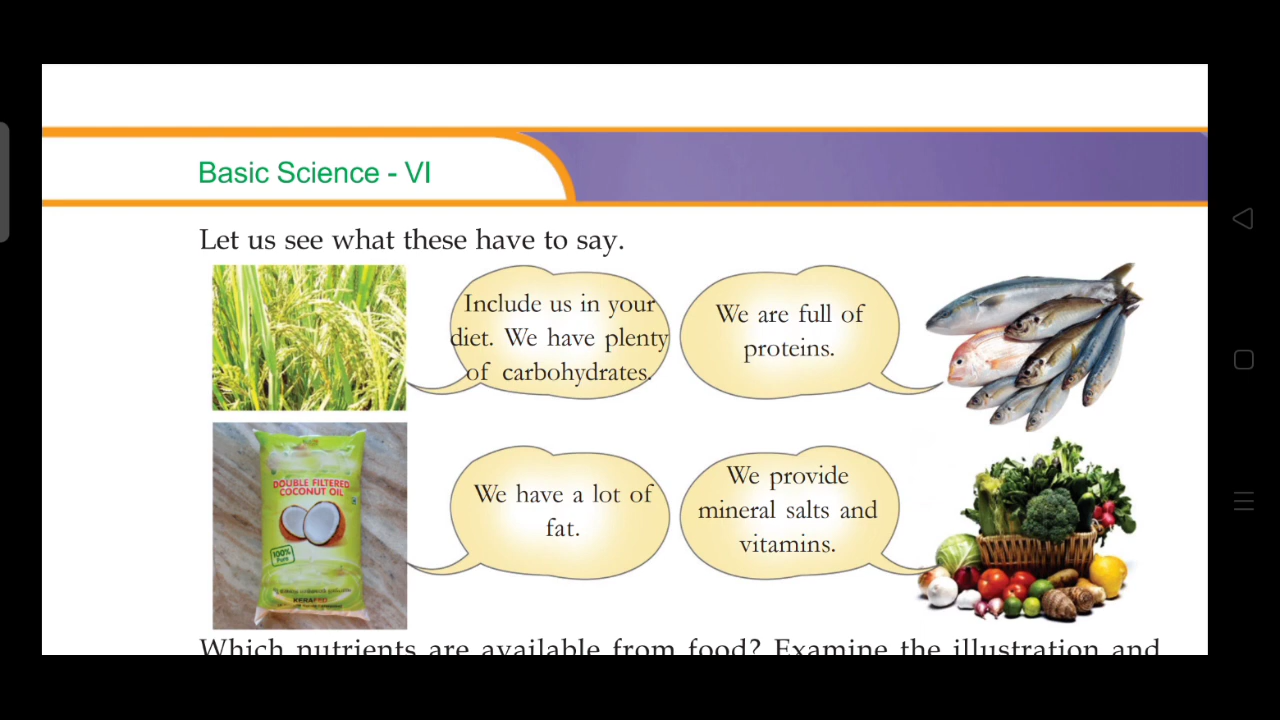 Basic Science - VI
Let us see what these have to say.
Include us in your
diet. We have plenty
of carbohydrates.
We are full of
proteins.
DOUBLE FILTERED
COCONUT OIL
100%
Pure
We have a lot of
fat.
We provide
mineral salts and
vitamins.
Which nutrients are available from food? Examine the illustration and